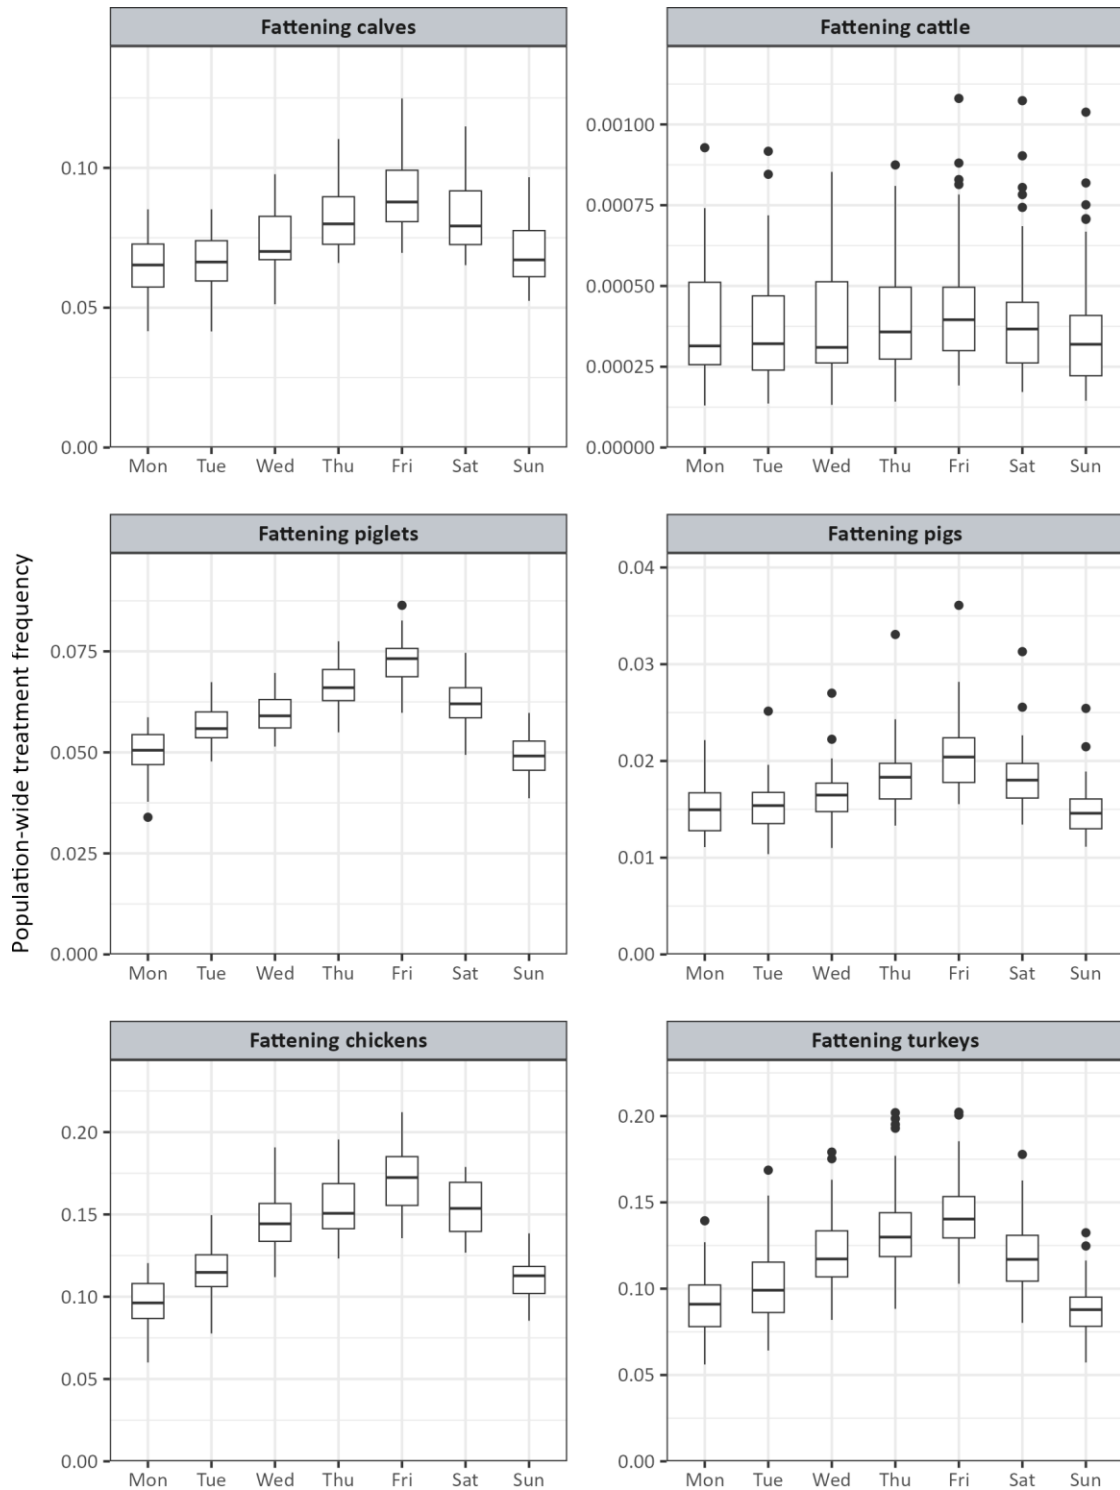 Population-wide treatment frequency
Fattening calves
0.10
0.05
0.00
Mon Tue Wed Thu Fri Sat Sun
Fattening cattle
0.00100
0.00075
0.00050
0.00025
0.00000
Mon Tue Wed Thu Fri Sat Sun
Fattening piglets
0.075
0.050
0.025
0.000
Mon Tue Wed Thu Fri Sat Sun
Fattening pigs
0.04
0.03
0.02
0.01
0.00
Mon Tue Wed Thu Fri Sat Sun
Fattening chickens
0.20
0.15
0.10
0.05
0.00
Mon Tue Wed Thu Fri Sat Sun
Fattening turkeys
0.20
0.15
0.10
0.05
0.00
Mon Tue Wed Thu Fri Sat Sun